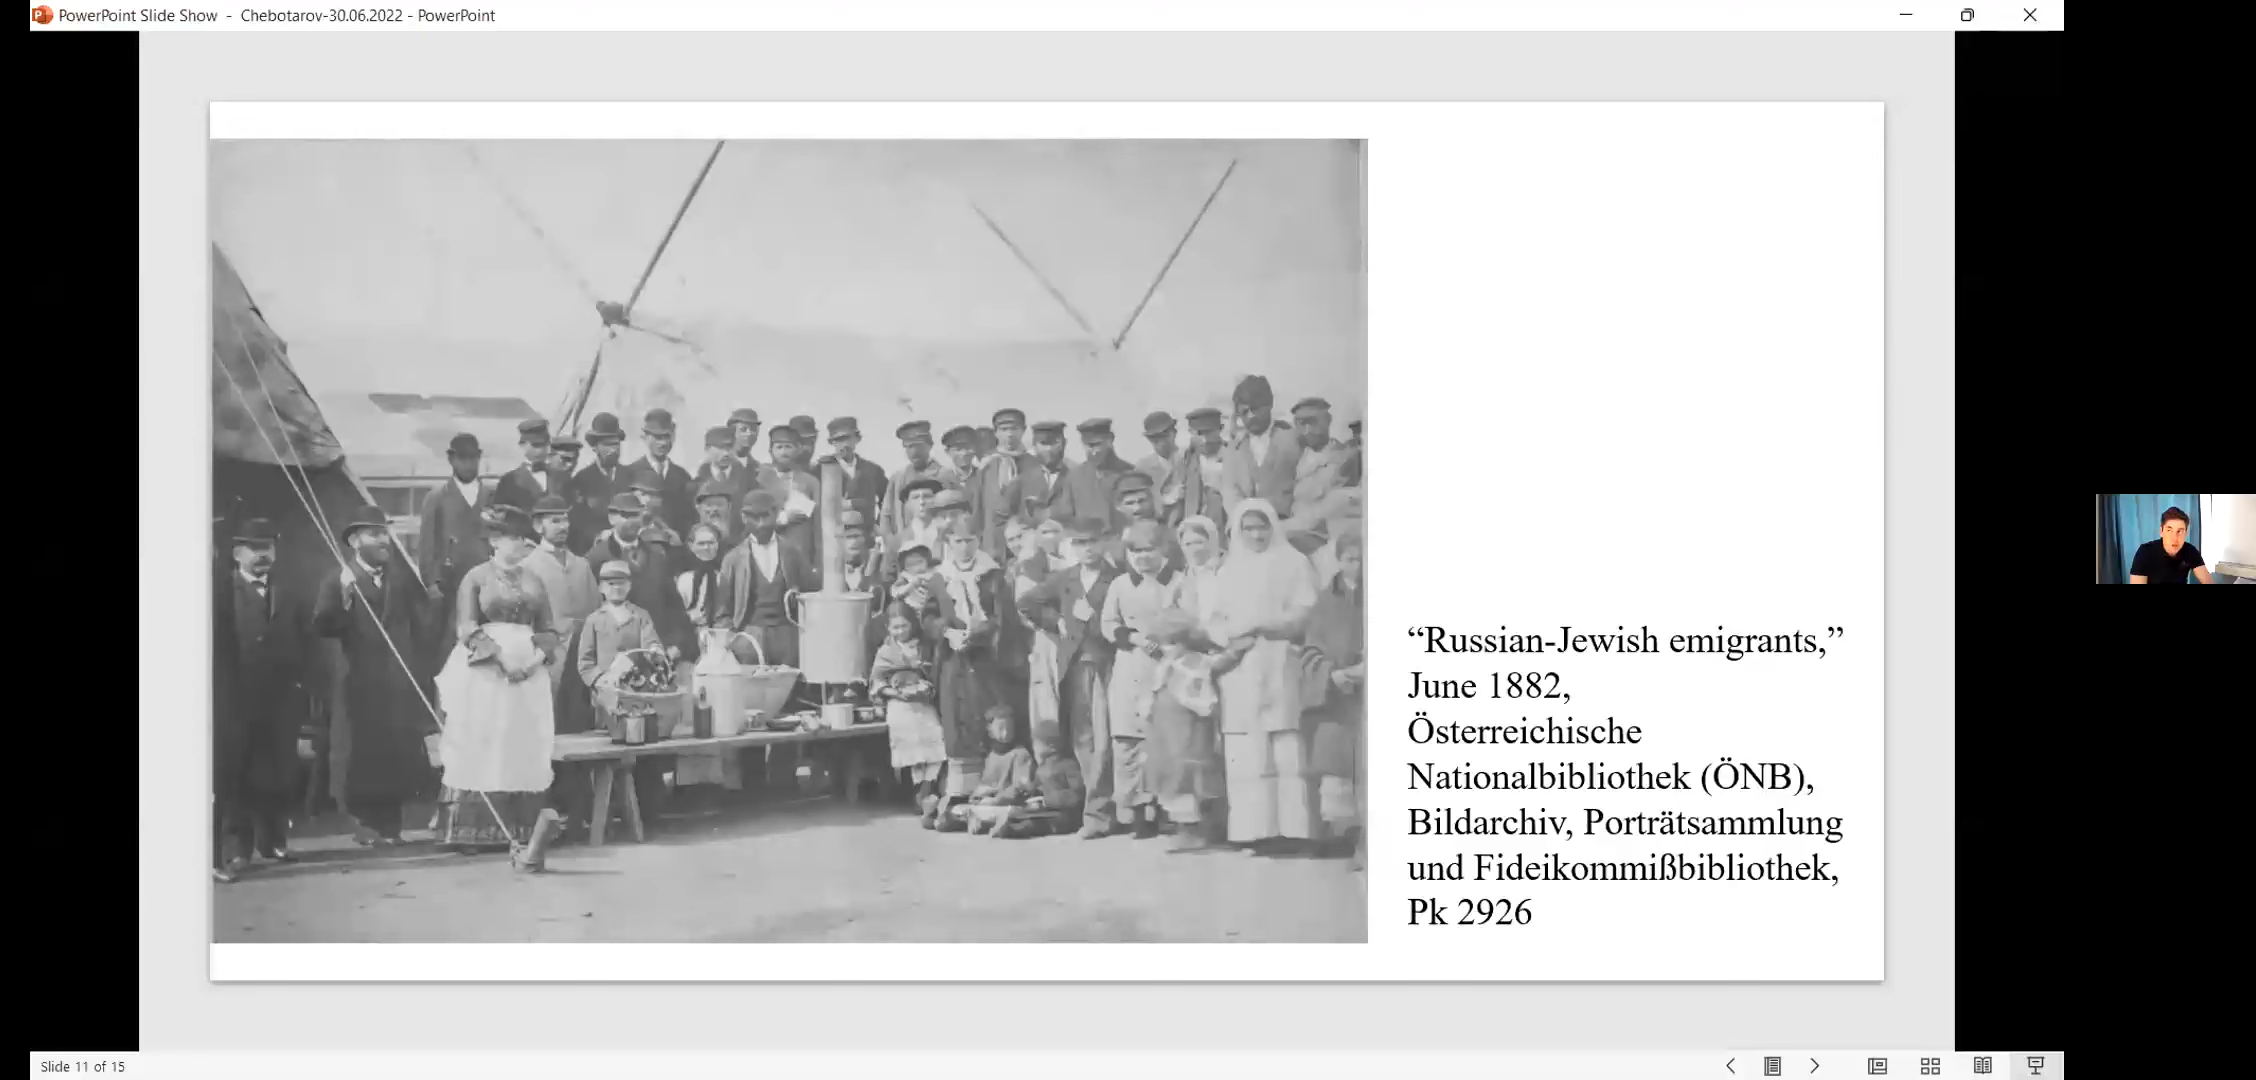 PowerPoint Slide Show - Chebotarov-30.06.2022 - PowerPoint
“Russian-Jewish emigrants,”
June 1882,
Österreichische
Nationalbibliothek (ÖNB),
Bildarchiv, Porträtsammlung
und Fideikommißbibliothek,
Pk 2926
Slide 11 of 15